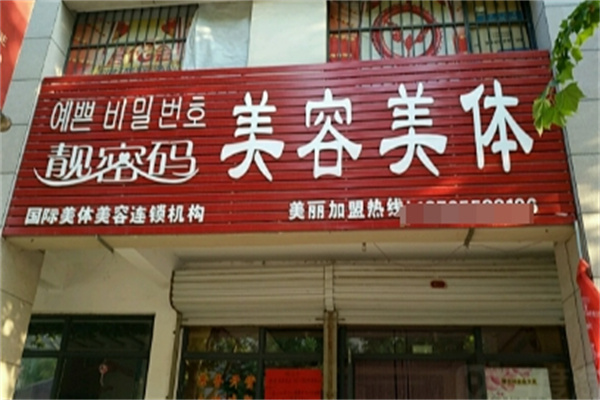 예쁜 비밀번호
靓密码
美容美体
国际美体美容连锁机构
美丽加盟热线